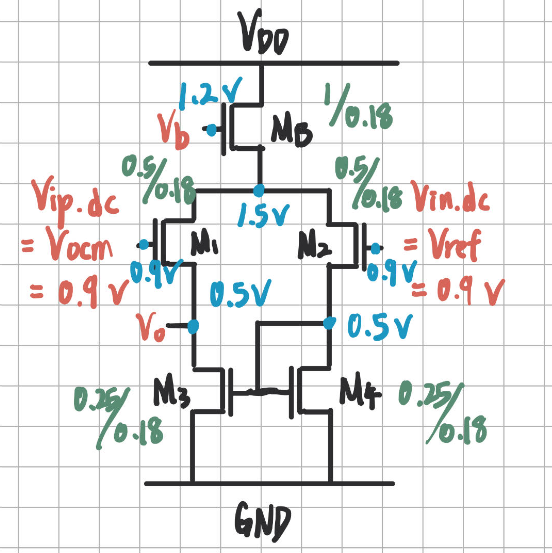 VDD
1.2V
1/0.18
Vb
MB
0.5/0.18
0.5/0.18
Vip.dc
= Vocm
= 0.9 V
1.5V
Vin.dc
= Vref
= 0.9 V
M1
M2
0.9V
0.9V
0.5V
Vo
0.5V
M3
M4
0.25/0.18
0.25/0.18
GND